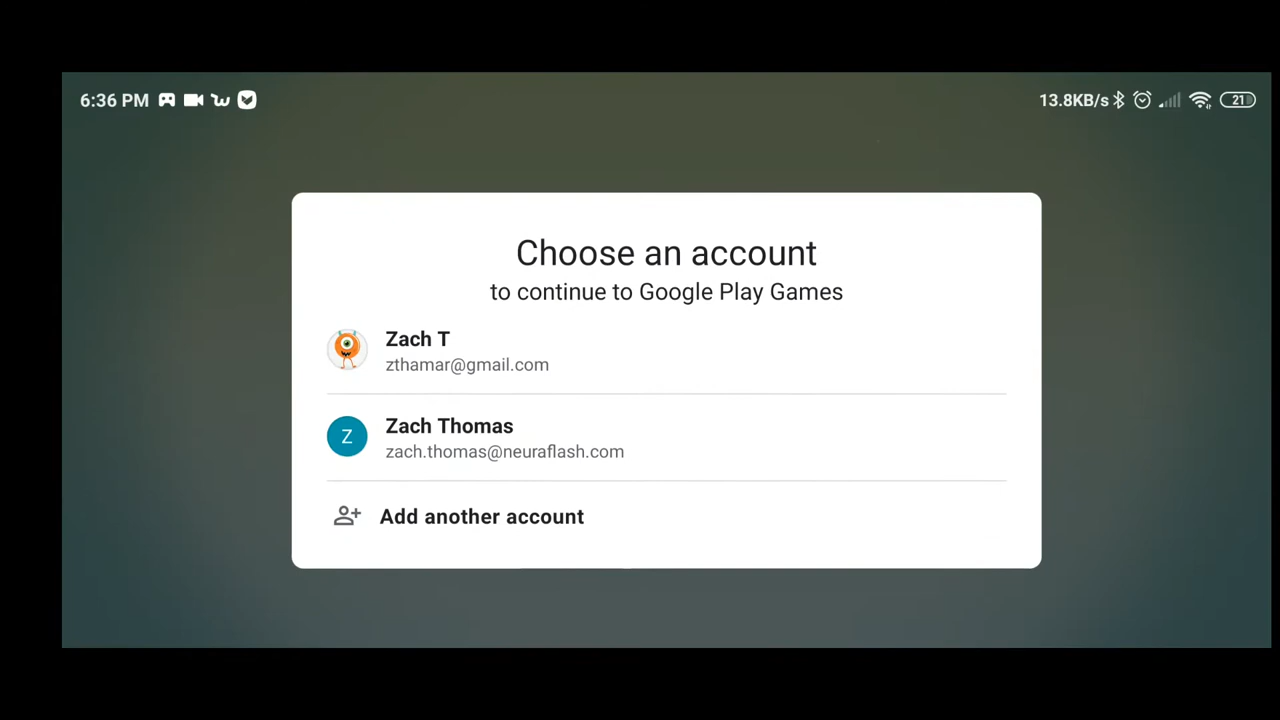 6:36 PM
13.8KB/s
21
Choose an account
to continue to Google Play Games
Zach T
zthamar@gmail.com
Z
Zach Thomas
zach.thomas@neuraflash.com
Add another account